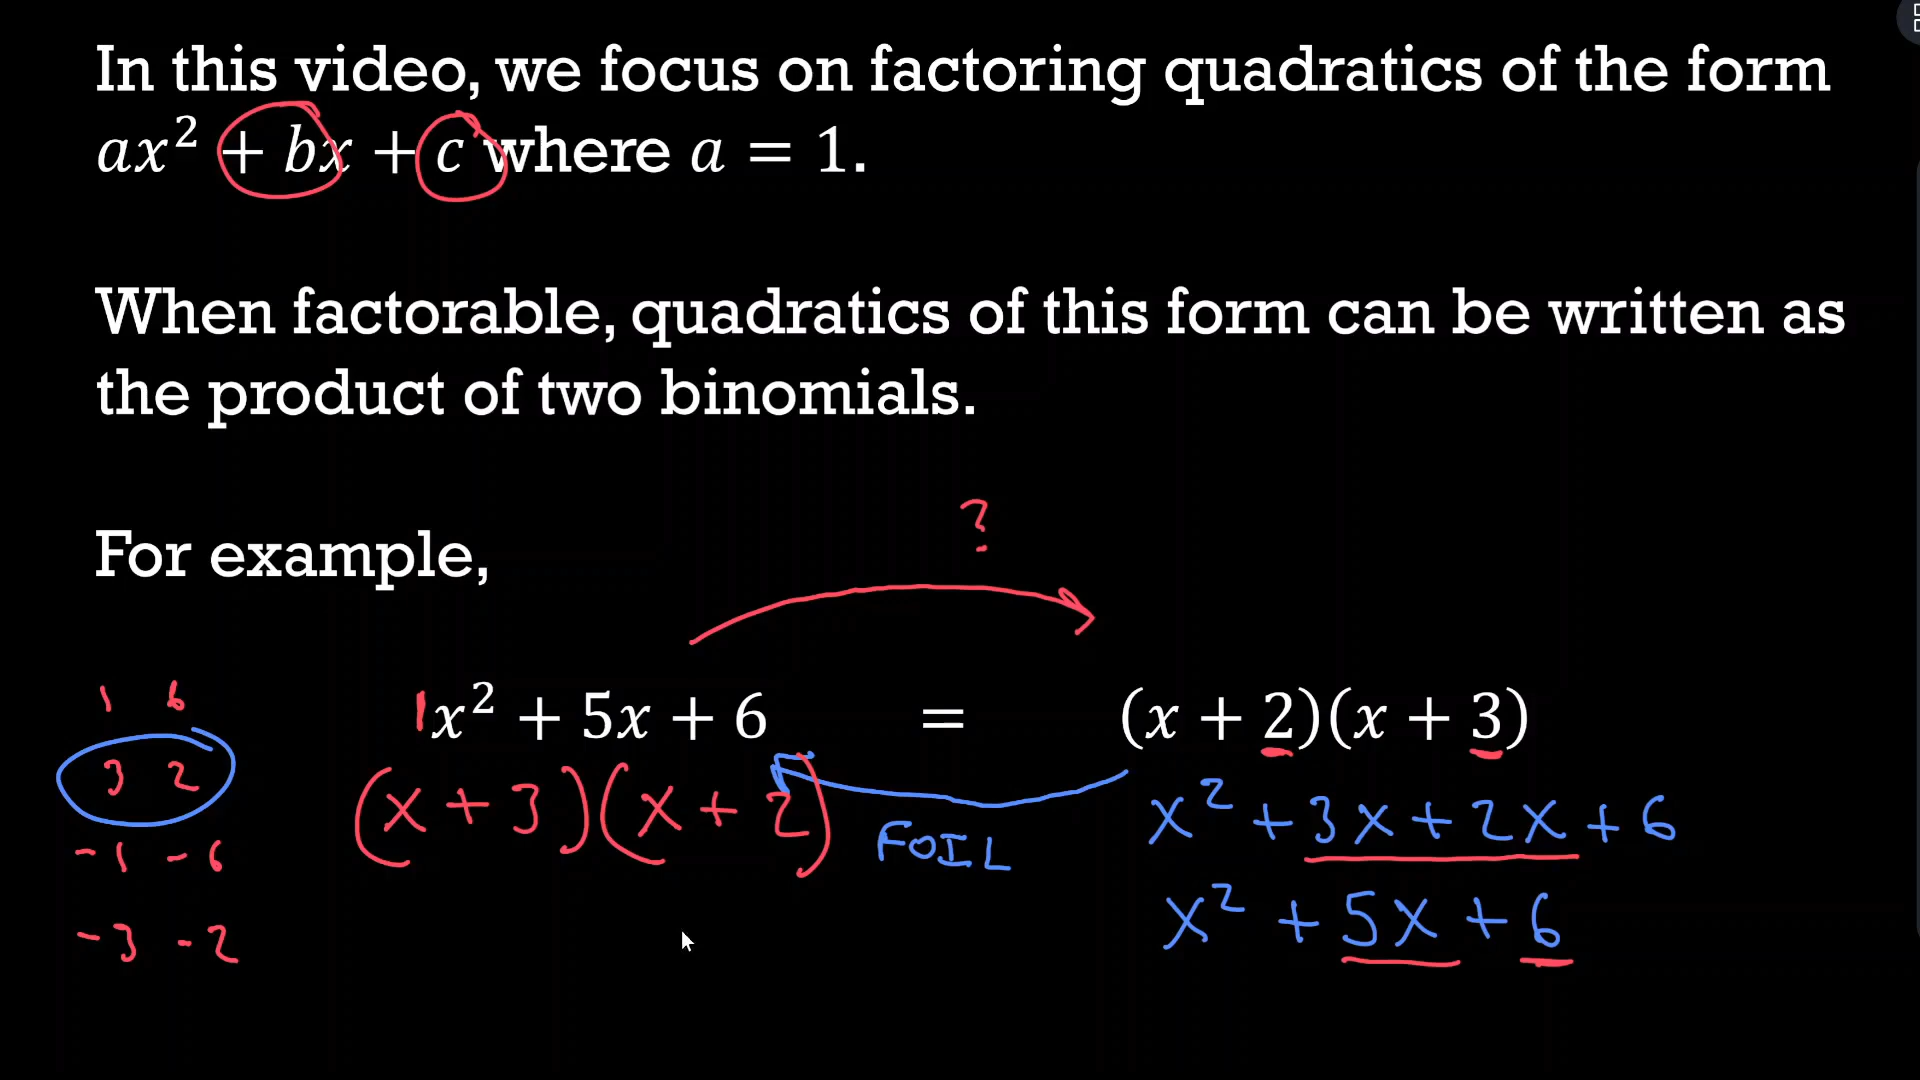 In this video, we focus on factoring quadratics of the form
ax² + bx + c where a = 1.
When factorable, quadratics of this form can be written as
the product of two binomials.
For example,
?
1 6
3 2
-1 -6
-3 -2
1x² + 5x + 6 = (x + 2)(x + 3)
(x + 3)(x + 2)
FOIL
x² + 3x + 2x + 6
x² + 5x + 6